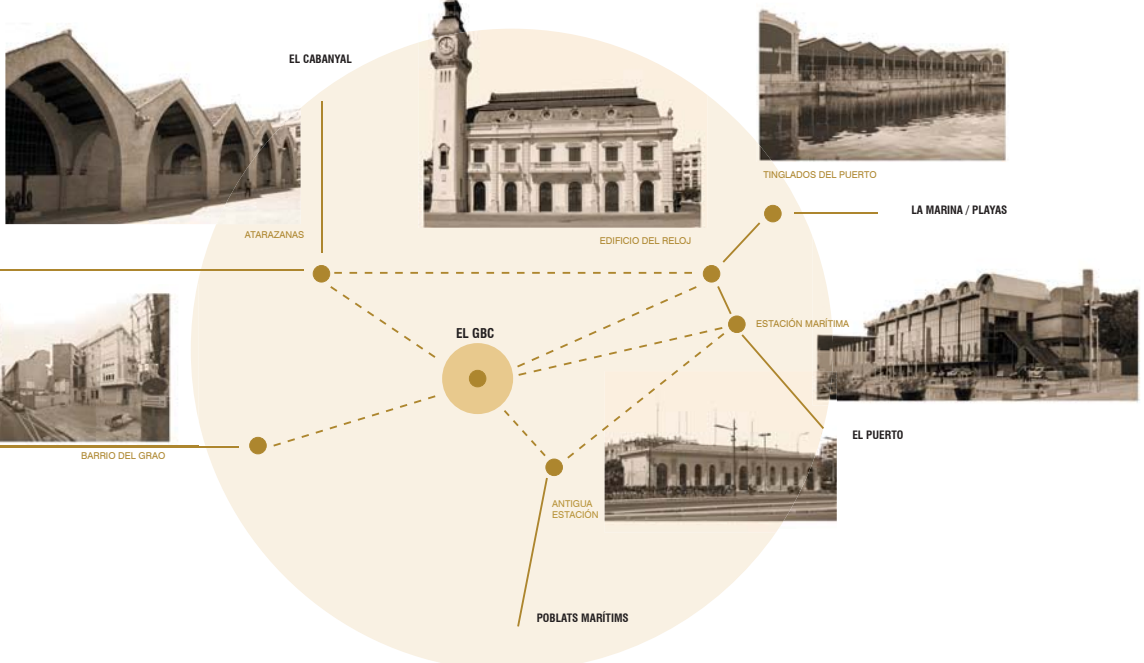 EL CABANYAL
TINGLADOS DEL PUERTO
LA MARINA / PLAYAS
ATARAZANAS
EDIFICIO DEL RELOJ
ESTACIÓN MARÍTIMA
EL GBC
EL PUERTO
BARRIO DEL GRAO
ANTIGUA
ESTACIÓN
POBLATS MARÍTIMS